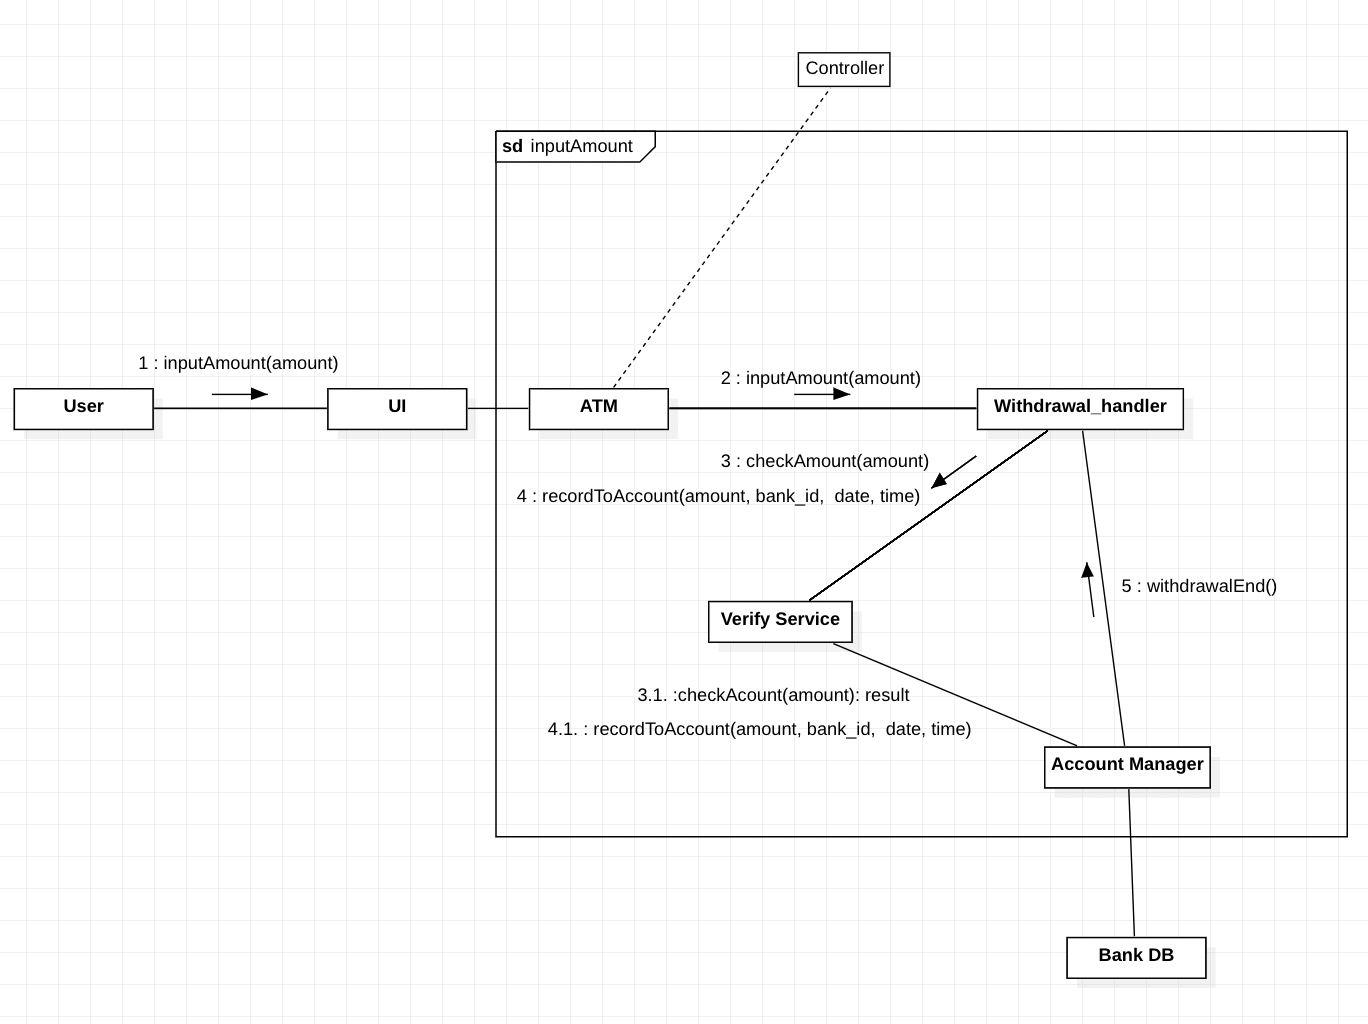 Controller
sd inputAmount
1 : inputAmount(amount)
2 : inputAmount(amount)
User
UI
ATM
Withdrawal_handler
3 : checkAmount(amount)
4 : recordToAccount(amount, bank_id,  date, time)
5 : withdrawalEnd()
Verify Service
3.1. :checkAcount(amount): result
4.1. : recordToAccount(amount, bank_id,  date, time)
Account Manager
Bank DB